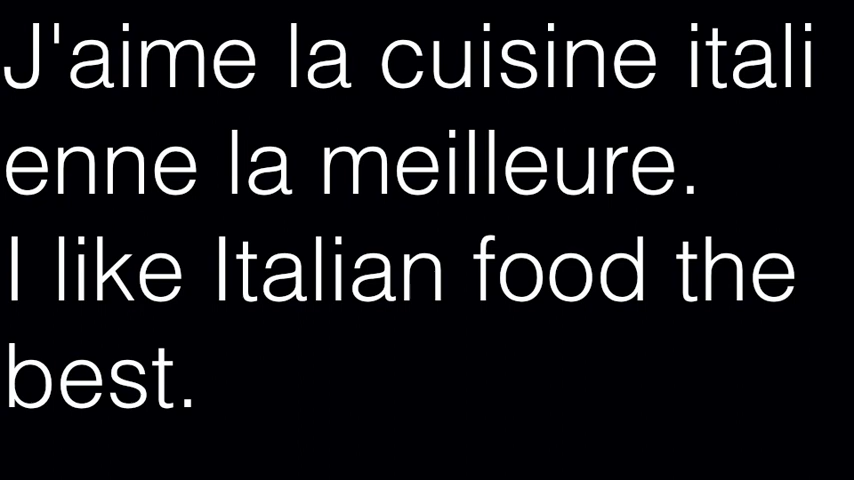 J'aime la cuisine itali
enne la meilleure.
I like Italian food the
best.